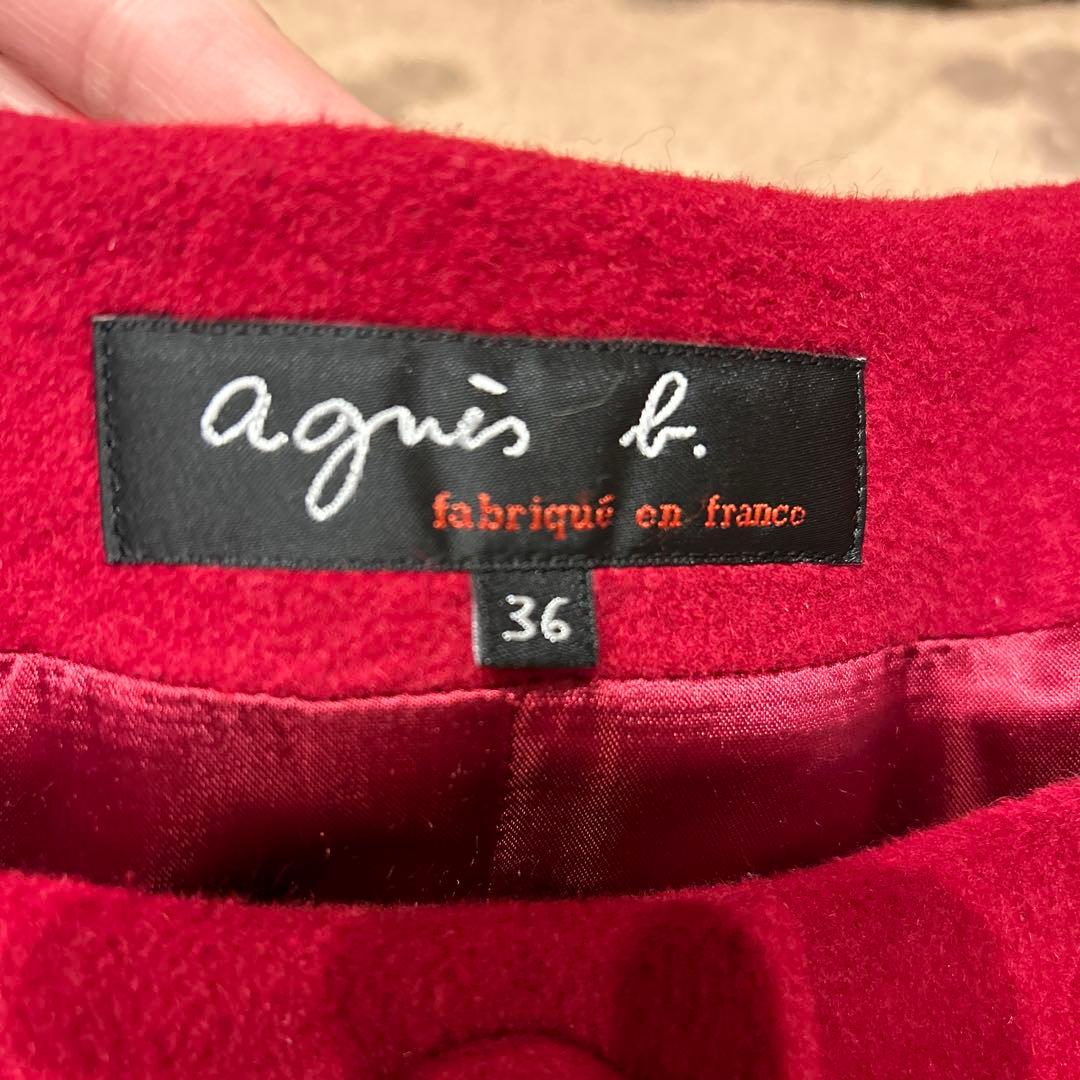 agnès b.
fabriqué en france
36